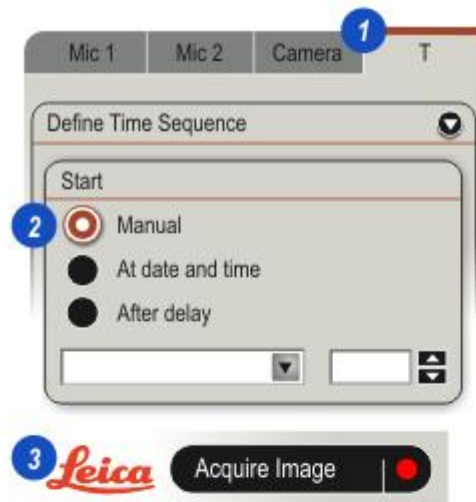 1
Mic 1 Mic 2 Camera T
Define Time Sequence
Start
2 Manual
At date and time
After delay
3 Leica Acquire Image